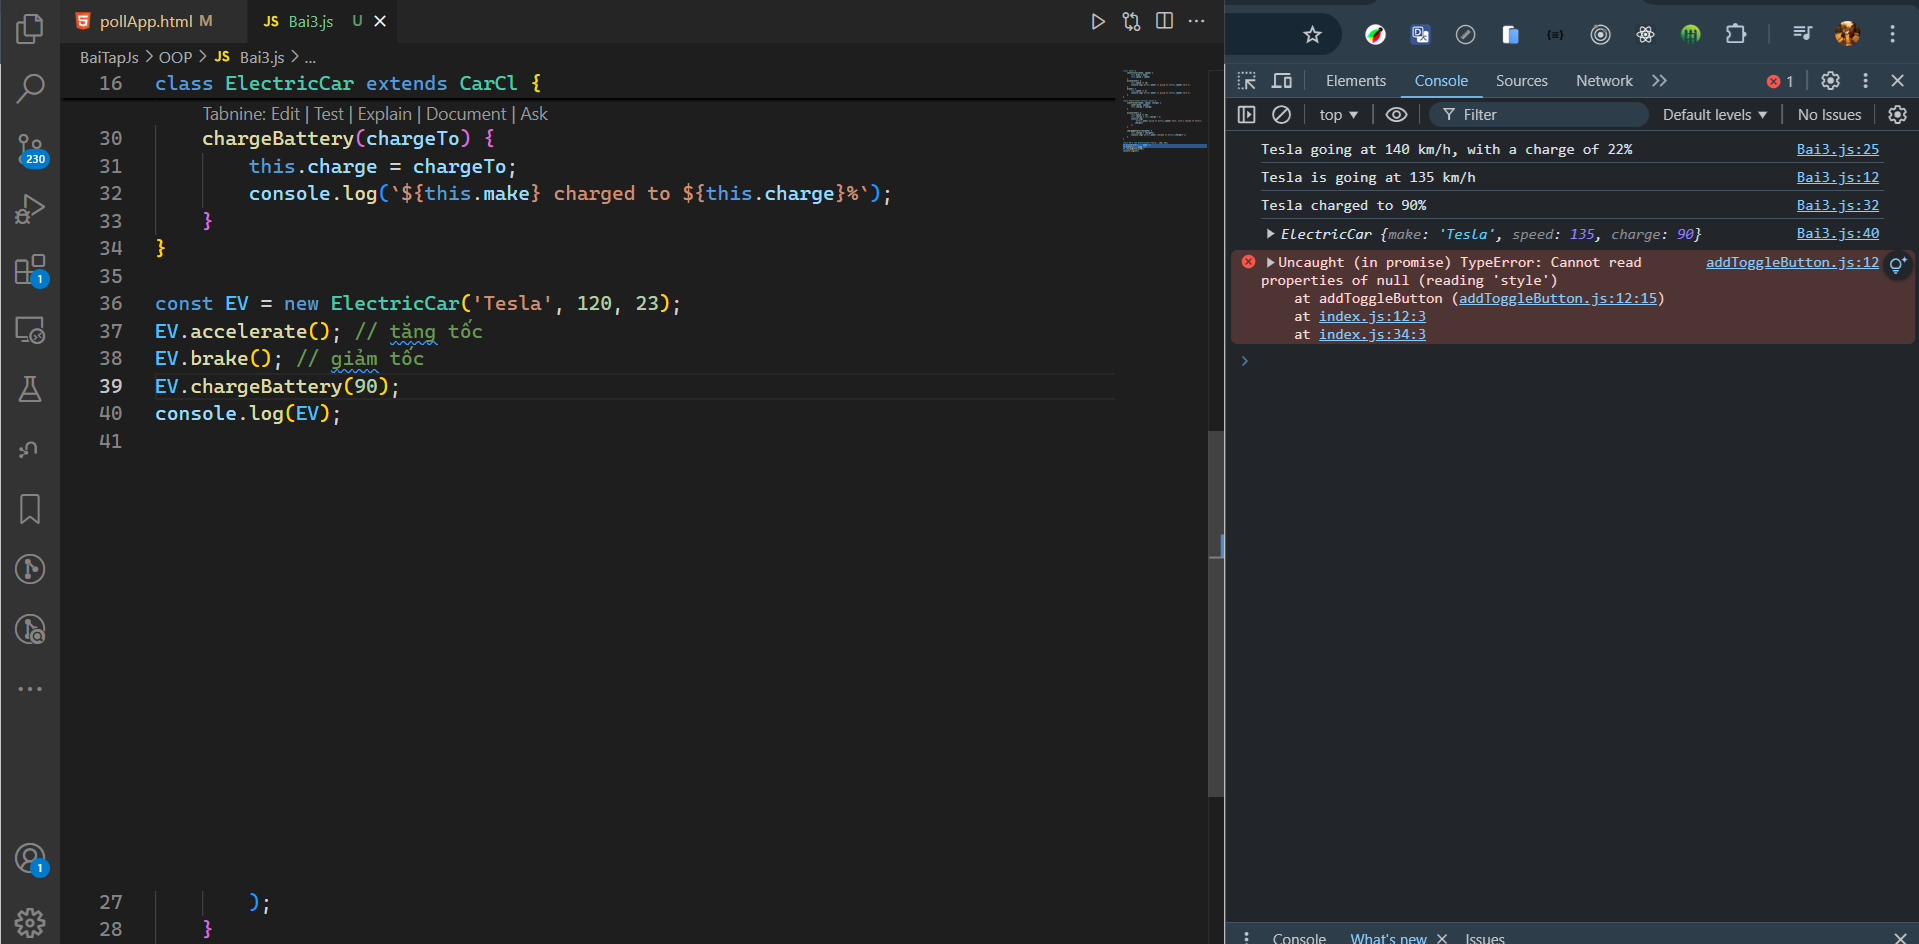 pollApp.html M
JS Bai3.js U
BaiTapJs > OOP > JS Bai3.js > ...
16 class ElectricCar extends CarCl {
Tabnine: Edit | Test | Explain | Document | Ask
30 chargeBattery(chargeTo) {
31 this.charge = chargeTo;
32 console.log(`${this.make} charged to ${this.charge}%`);
33 }
34 }
35
36 const EV = new ElectricCar('Tesla', 120, 23);
37 EV.accelerate(); // tăng tốc
38 EV.brake(); // giảm tốc
39 EV.chargeBattery(90);
40 console.log(EV);
41
27 );
28 }
230
1
1
Elements Console Sources Network 1
top Filter Default levels No Issues
Tesla going at 140 km/h, with a charge of 22% Bai3.js:25
Tesla is going at 135 km/h Bai3.js:12
Tesla charged to 90% Bai3.js:32
ElectricCar {make: 'Tesla', speed: 135, charge: 90} Bai3.js:40
Uncaught (in promise) TypeError: Cannot read addToggleButton.js:12
properties of null (reading 'style')
at addToggleButton (addToggleButton.js:12:15)
at index.js:12:3
at index.js:34:3
Console What's new Issues